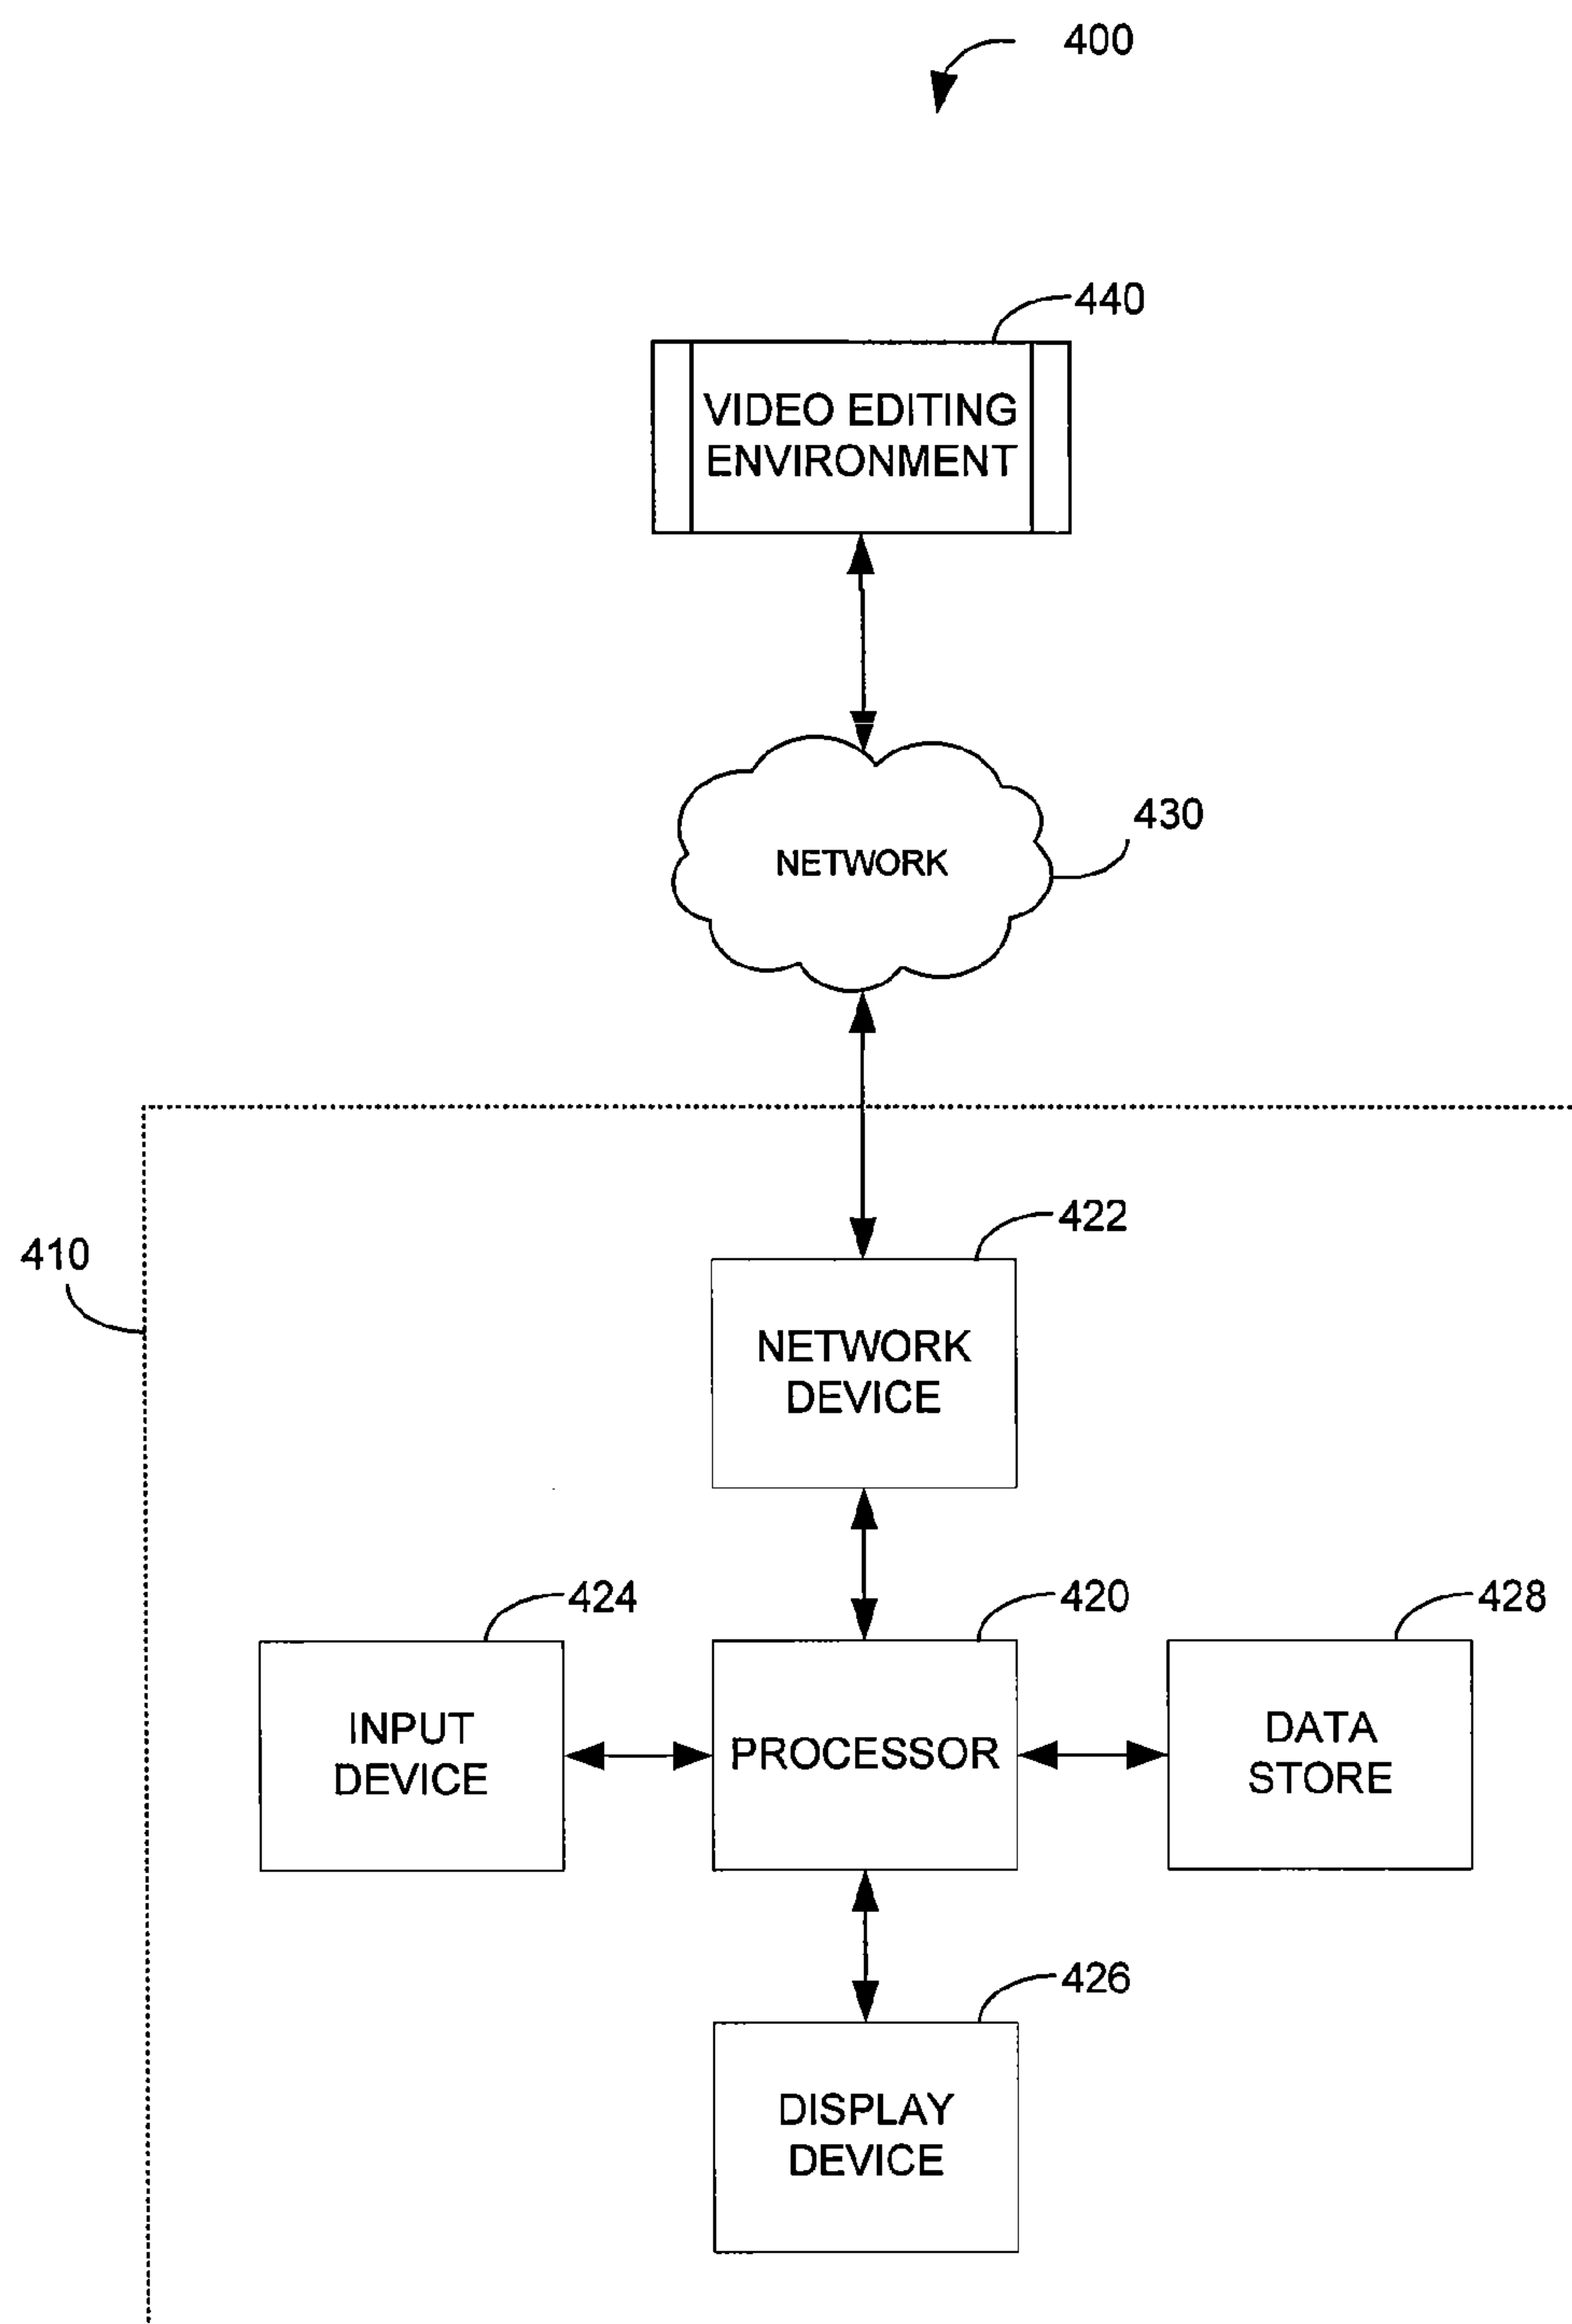 400
440
VIDEO EDITING
ENVIRONMENT
430
NETWORK
422
410
NETWORK
DEVICE
424
420
428
INPUT
DEVICE
PROCESSOR
DATA
STORE
426
DISPLAY
DEVICE